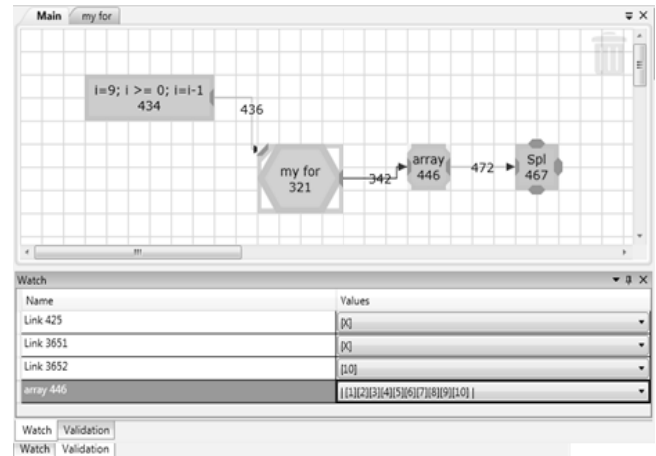 Main my for
i=9; i >= 0; i=i-1
434
436
my for
321
342
array
446
472
Spl
467
Watch
Name Values
Link 425 [X]
Link 3651 [X]
Link 3652 [10]
array 446 | [1][2][3][4][5][6][7][8][9][10] |
Watch Validation
Watch Validation